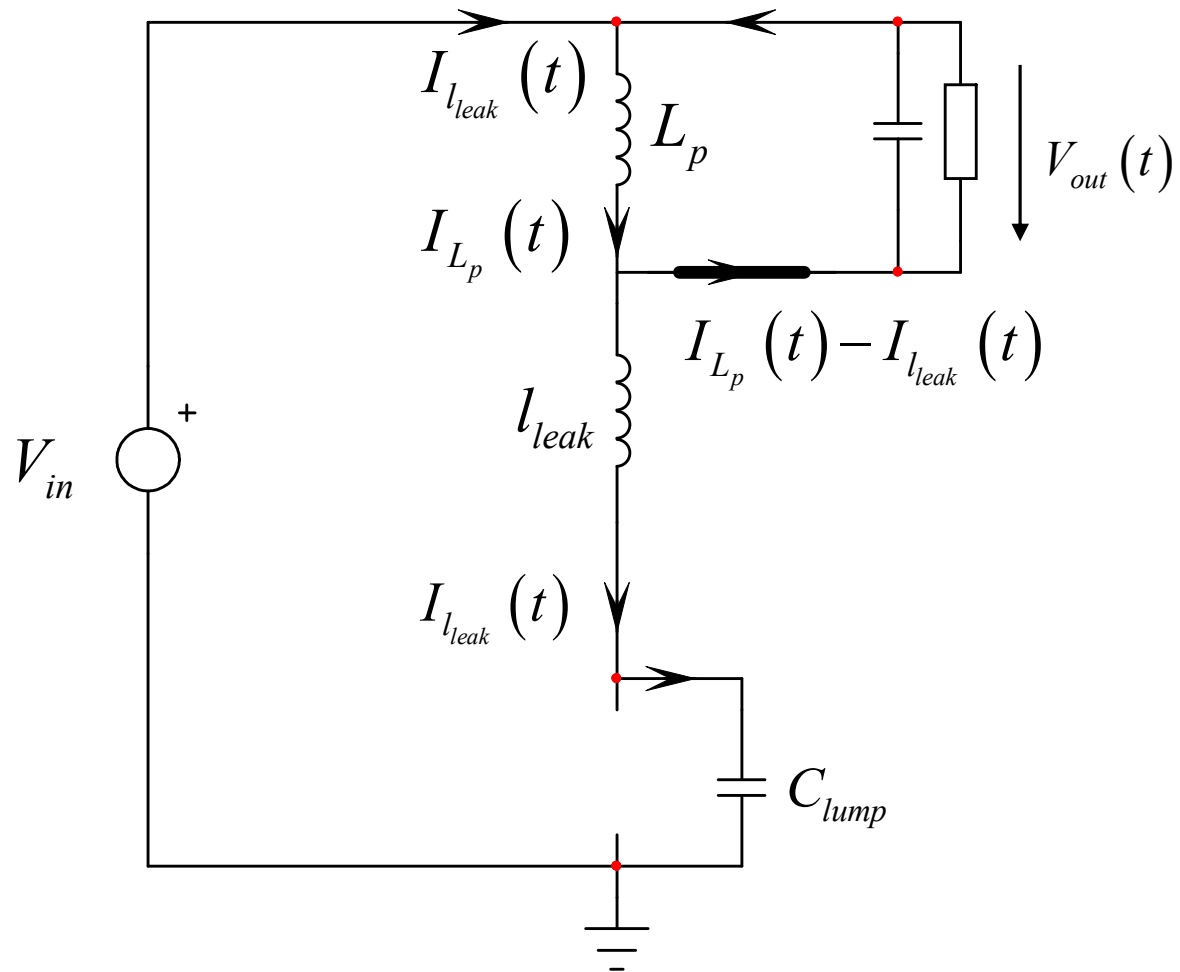 I_{l_{leak}}(t)
L_p
V_{out}(t)
I_{L_p}(t)
I_{L_p}(t) - I_{l_{leak}}(t)
l_{leak}
+
V_{in}
I_{l_{leak}}(t)
C_{lump}